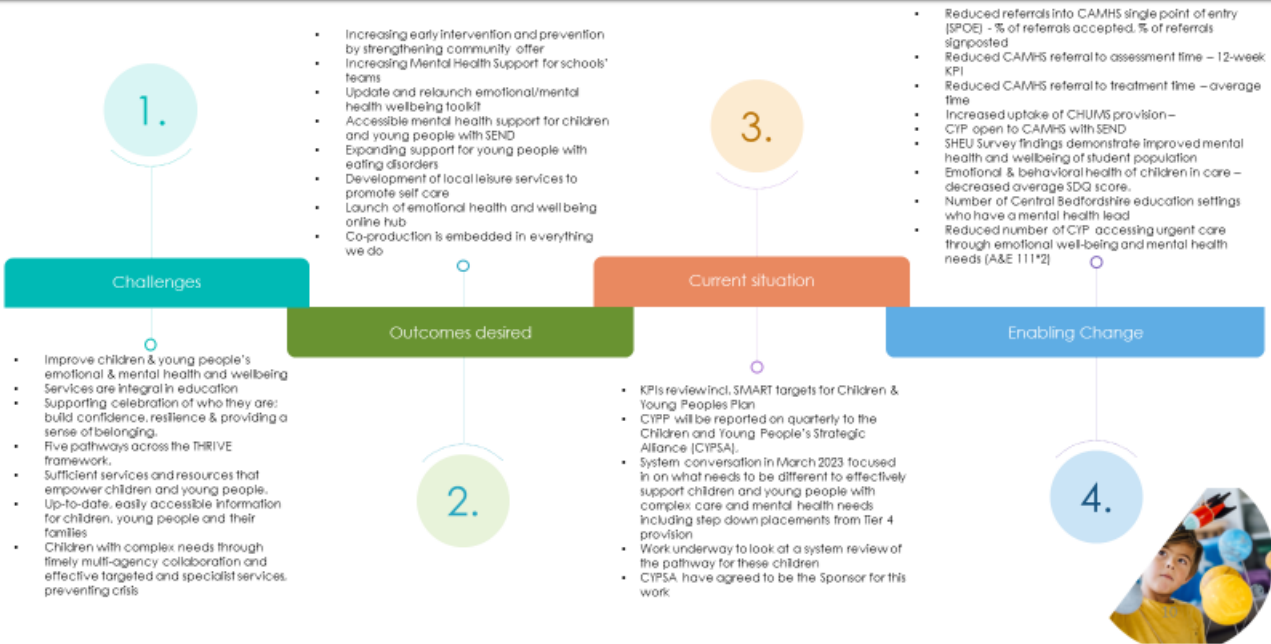 1.
Challenges
• Improve children & young people's
emotional & mental health and wellbeing
• Services are integral in education
• Supporting celebration of who they are;
build confidence, resilience & providing a
sense of belonging.
• Five pathways across the THRIVE
framework.
• Sufficient services and resources that
empower children and young people.
• Up-to-date, easily accessible information
for children, young people and their
families
• Children with complex needs through
timely multi-agency collaboration and
effective targeted and specialist services,
preventing crisis
• Increasing early intervention and prevention
by strengthening community offer
• Increasing Mental Health Support for schools'
teams
• Update and relaunch emotional/mental
health wellbeing toolkit
• Accessible mental health support for children
and young people with SEND
• Expanding support for young people with
eating disorders
• Development of local leisure services to
promote self care
• Launch of emotional health and well being
online hub
• Co-production is embedded in everything
we do
Outcomes desired
2.
3.
Current situation
• KPIs review incl. SMART targets for Children &
Young Peoples Plan
• CYPP will be reported on quarterly to the
Children and Young People's Strategic
Alliance (CYPSA).
• System conversation in March 2023 focused
in on what needs to be different to effectively
support children and young people with
complex care and mental health needs
including step down placements from Tier 4
provision
• Work underway to look at a system review of
the pathway for these children
• CYPSA have agreed to be the Sponsor for this
work
• Reduced referrals into CAMHS single point of entry
(SPOE) - % of referrals accepted, % of referrals
signposted
• Reduced CAMHS referral to assessment time – 12-week
KPI
• Reduced CAMHS referral to treatment time – average
time
• Increased uptake of CHUMS provision –
• CYP open to CAMHS with SEND
• SHEU Survey findings demonstrate improved mental
health and wellbeing of student population
• Emotional & behavioral health of children in care –
decreased average SDQ score.
• Number of Central Bedfordshire education settings
who have a mental health lead
• Reduced number of CYP accessing urgent care
through emotional well-being and mental health
needs (A&E 111*2)
Enabling Change
4.